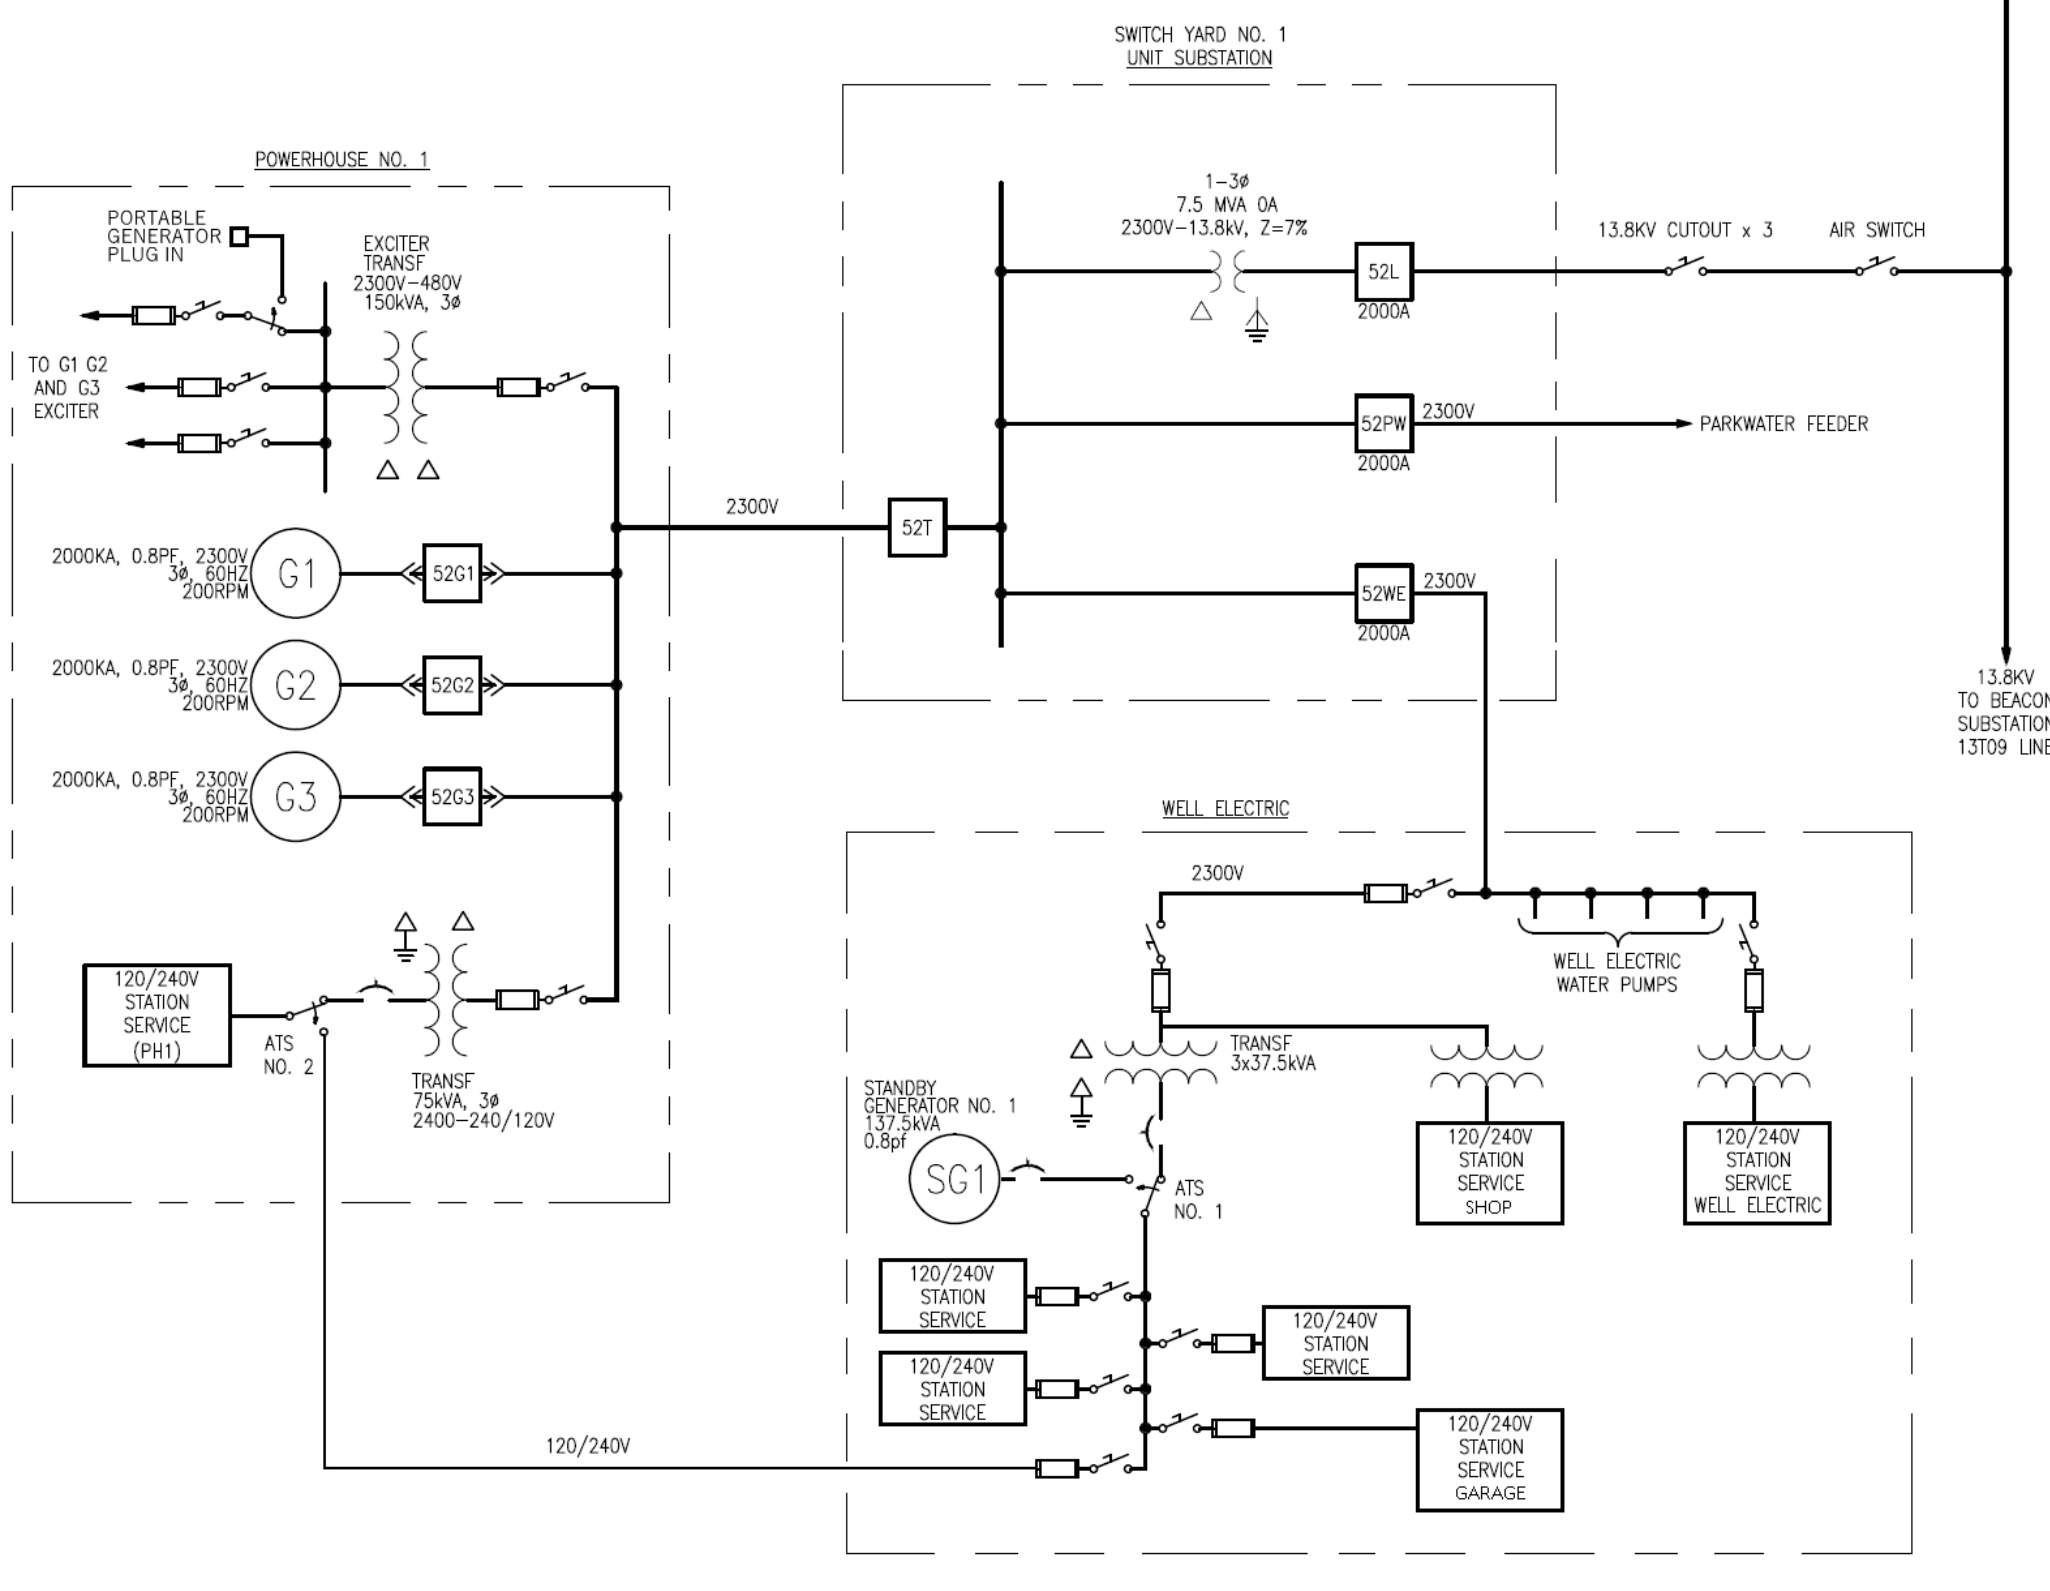 SWITCH YARD NO. 1
UNIT SUBSTATION
POWERHOUSE NO. 1
PORTABLE
GENERATOR
PLUG IN
EXCITER
TRANSF
2300V-480V
150kVA, 3ø
TO G1 G2
AND G3
EXCITER
1-3ø
7.5 MVA OA
2300V-13.8kV, Z=7%
52L
2000A
13.8KV CUTOUT x 3
AIR SWITCH
52PW
2300V
2000A
PARKWATER FEEDER
2300V
52T
52WE
2300V
2000A
2000KA, 0.8PF, 2300V
3ø, 60HZ
200RPM
G1
52G1
2000KA, 0.8PF, 2300V
3ø, 60HZ
200RPM
G2
52G2
2000KA, 0.8PF, 2300V
3ø, 60HZ
200RPM
G3
52G3
13.8KV
TO BEACON
SUBSTATION
13T09 LINE
120/240V
STATION
SERVICE
(PH1)
ATS
NO. 2
TRANSF
75kVA, 3ø
2400-240/120V
WELL ELECTRIC
2300V
WELL ELECTRIC
WATER PUMPS
TRANSF
3x37.5kVA
STANDBY
GENERATOR NO. 1
137.5kVA
0.8pf
SG1
ATS
NO. 1
120/240V
STATION
SERVICE
SHOP
120/240V
STATION
SERVICE
WELL ELECTRIC
120/240V
STATION
SERVICE
120/240V
STATION
SERVICE
120/240V
STATION
SERVICE
120/240V
STATION
SERVICE
GARAGE
120/240V